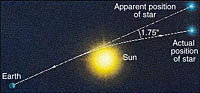 Apparent position
of star
1.75"
Actual
position
of star
Sun
Earth